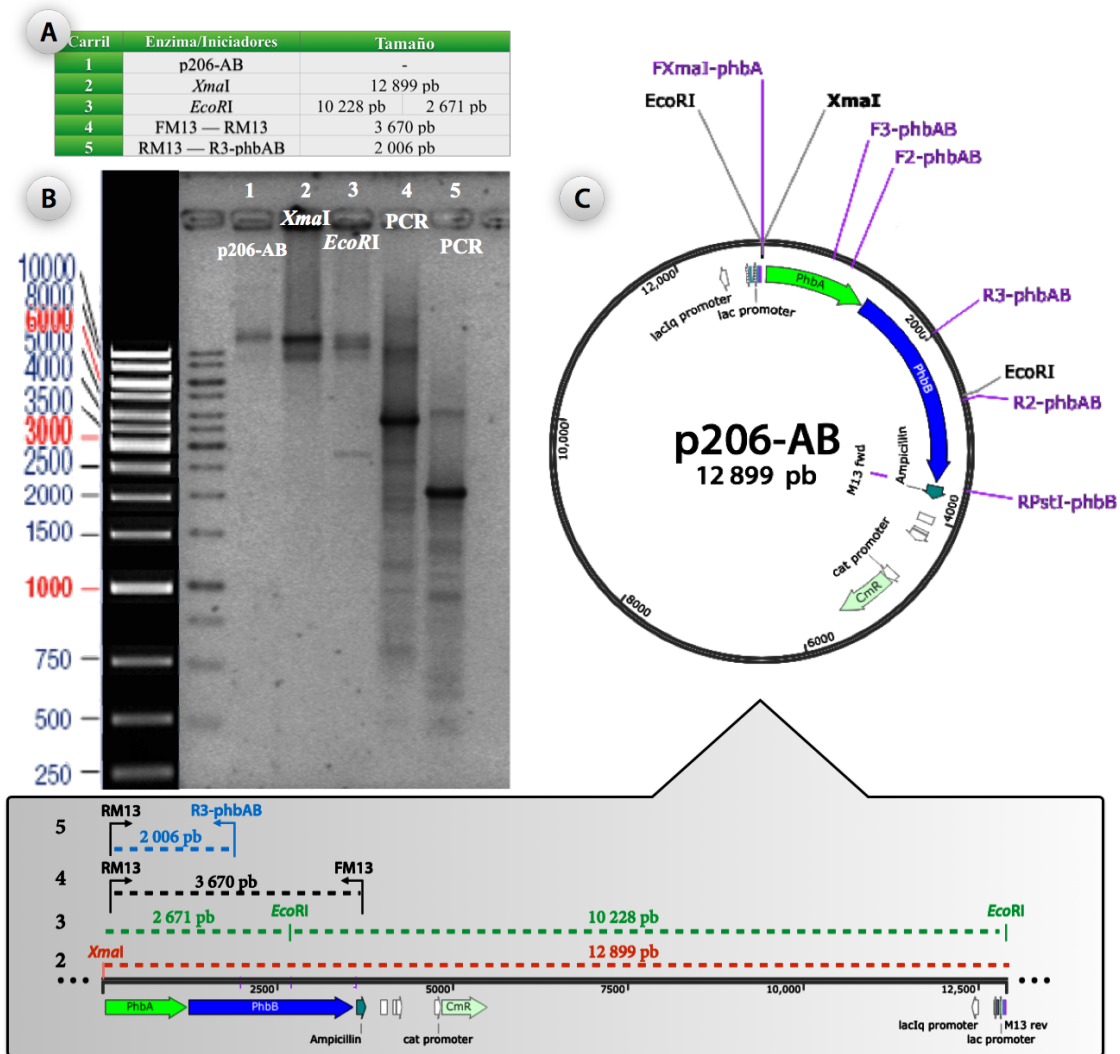 A
Carril Enzima/Iniciadores Tamaño
1 p206-AB -
2 XmaI 12 899 pb
3 EcoRI 10 228 pb 2 671 pb
4 FM13 — RM13 3 670 pb
5 RM13 — R3-phbAB 2 006 pb
B
1 2 3 4 5
p206-AB XmaI EcoRI PCR PCR
10000
8000
6000
5000
4000
3500
3000
2500
2000
1500
1000
750
500
250
C
FXmaI-phbA
EcoRI
XmaI
F3-phbAB
F2-phbAB
R3-phbAB
EcoRI
R2-phbAB
RPstI-phbB
12,000
2000
4000
6000
8000
10,000
lacIq promoter
lac promoter
PhbA
PhbB
p206-AB
12 899 pb
M13 fwd
Ampicillin
cat promoter
CmR
5 RM13 R3-phbAB
2 006 pb
4 RM13 FM13
3 670 pb
3 2 671 pb EcoRI 10 228 pb EcoRI
2 XmaI 12 899 pb
2500 5000 7500 10,000 12,500
PhbA PhbB CmR
Ampicillin cat promoter lacIq promoter M13 rev
lac promoter